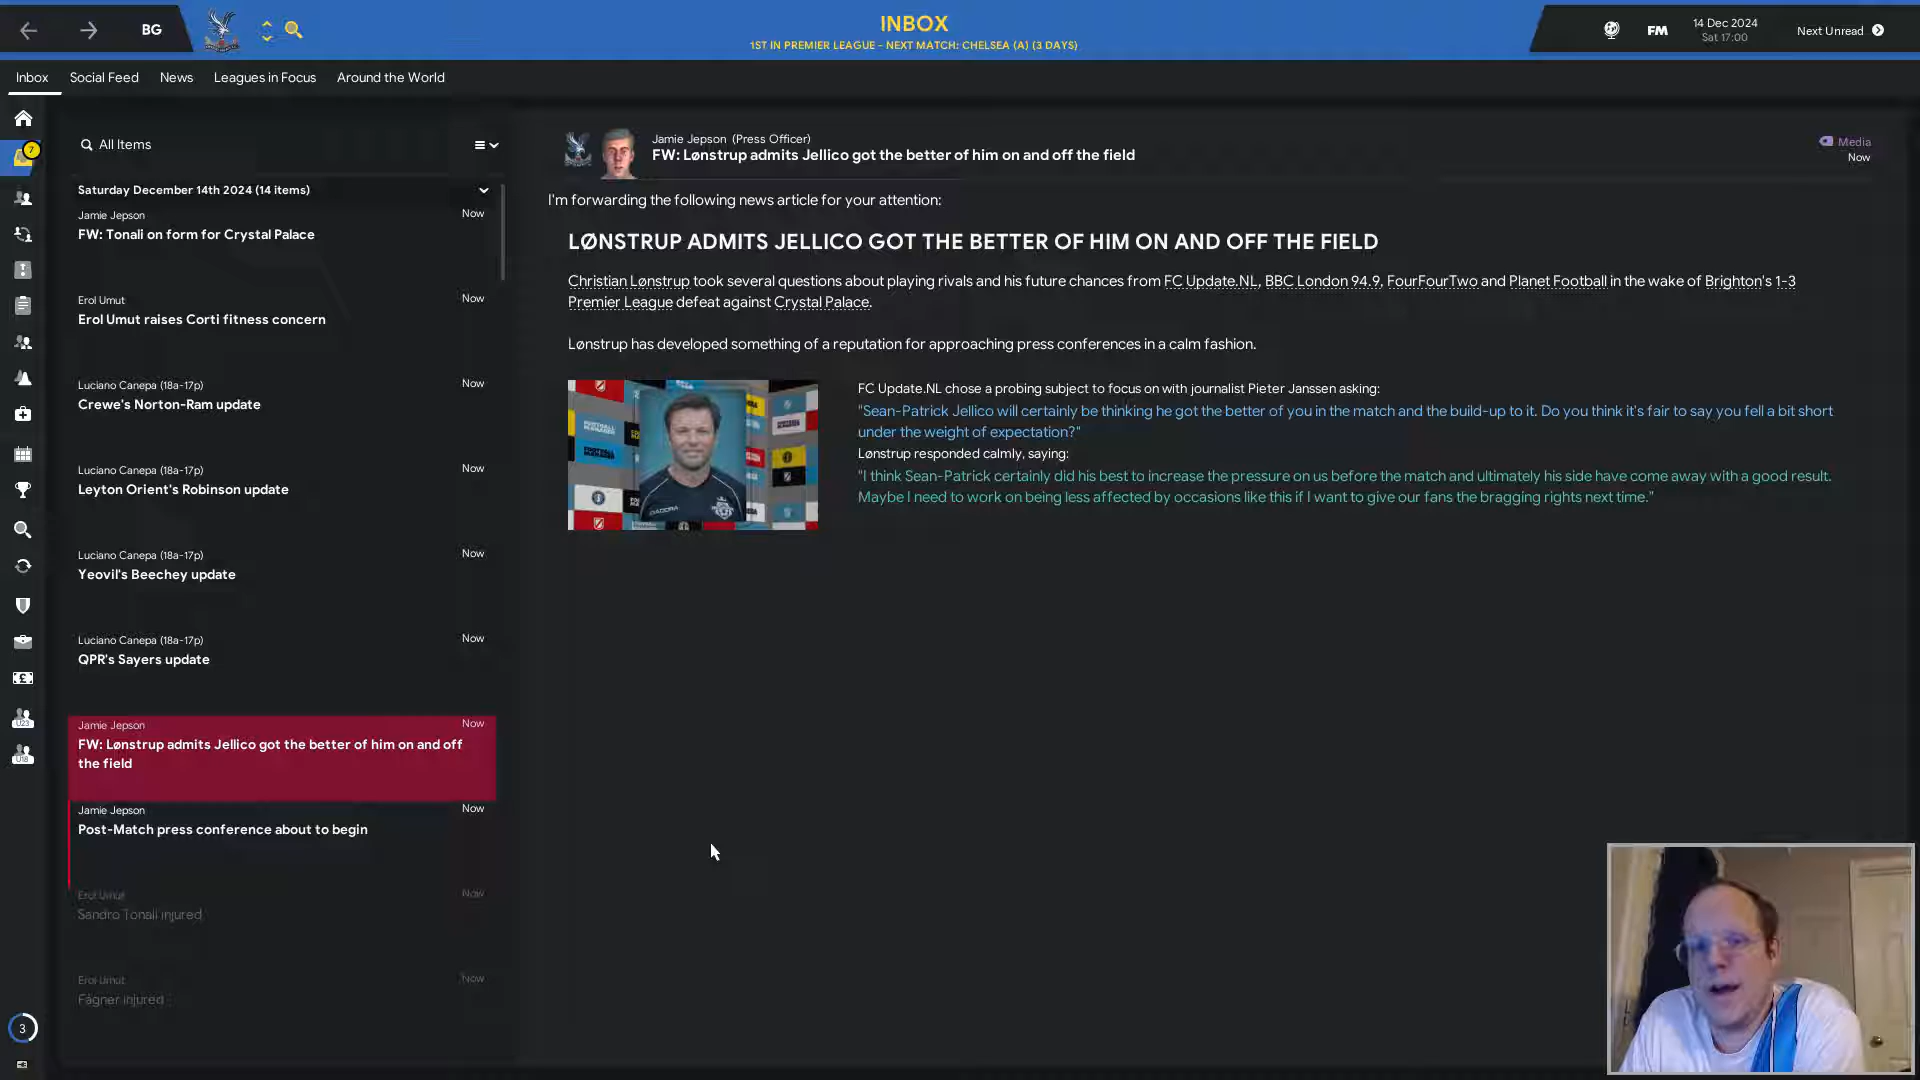 BG
INBOX
1ST IN PREMIER LEAGUE - NEXT MATCH: CHELSEA (A) (3 DAYS)
FM
14 Dec 2024
Sat 17:00
Next Unread
Inbox
Social Feed
News
Leagues in Focus
Around the World
7
All Items
Saturday December 14th 2024 (14 items)
Jamie Jepson
Now
FW: Tonali on form for Crystal Palace
Erol Umut
Now
Erol Umut raises Corti fitness concern
Luciano Canepa (18a-17p)
Now
Crewe's Norton-Ram update
Luciano Canepa (18a-17p)
Now
Leyton Orient's Robinson update
Luciano Canepa (18a-17p)
Now
Yeovil's Beechey update
Luciano Canepa (18a-17p)
Now
QPR's Sayers update
Jamie Jepson
Now
FW: Lønstrup admits Jellico got the better of him on and off
the field
Jamie Jepson
Now
Post-Match press conference about to begin
Erol Umut
Now
Sandro Tonali injured
Erol Umut
Now
Fágner injured
U23
U18
3
Jamie Jepson (Press Officer)
FW: Lønstrup admits Jellico got the better of him on and off the field
Media
Now
I'm forwarding the following news article for your attention:
LØNSTRUP ADMITS JELLICO GOT THE BETTER OF HIM ON AND OFF THE FIELD
Christian Lønstrup took several questions about playing rivals and his future chances from FC Update.NL, BBC London 94.9, FourFourTwo and Planet Football in the wake of Brighton's 1-3
Premier League defeat against Crystal Palace.
Lønstrup has developed something of a reputation for approaching press conferences in a calm fashion.
FC Update.NL chose a probing subject to focus on with journalist Pieter Janssen asking:
"Sean-Patrick Jellico will certainly be thinking he got the better of you in the match and the build-up to it. Do you think it's fair to say you fell a bit short
under the weight of expectation?"
Lønstrup responded calmly, saying:
"I think Sean-Patrick certainly did his best to increase the pressure on us before the match and ultimately his side have come away with a good result.
Maybe I need to work on being less affected by occasions like this if I want to give our fans the bragging rights next time."
DIADORA